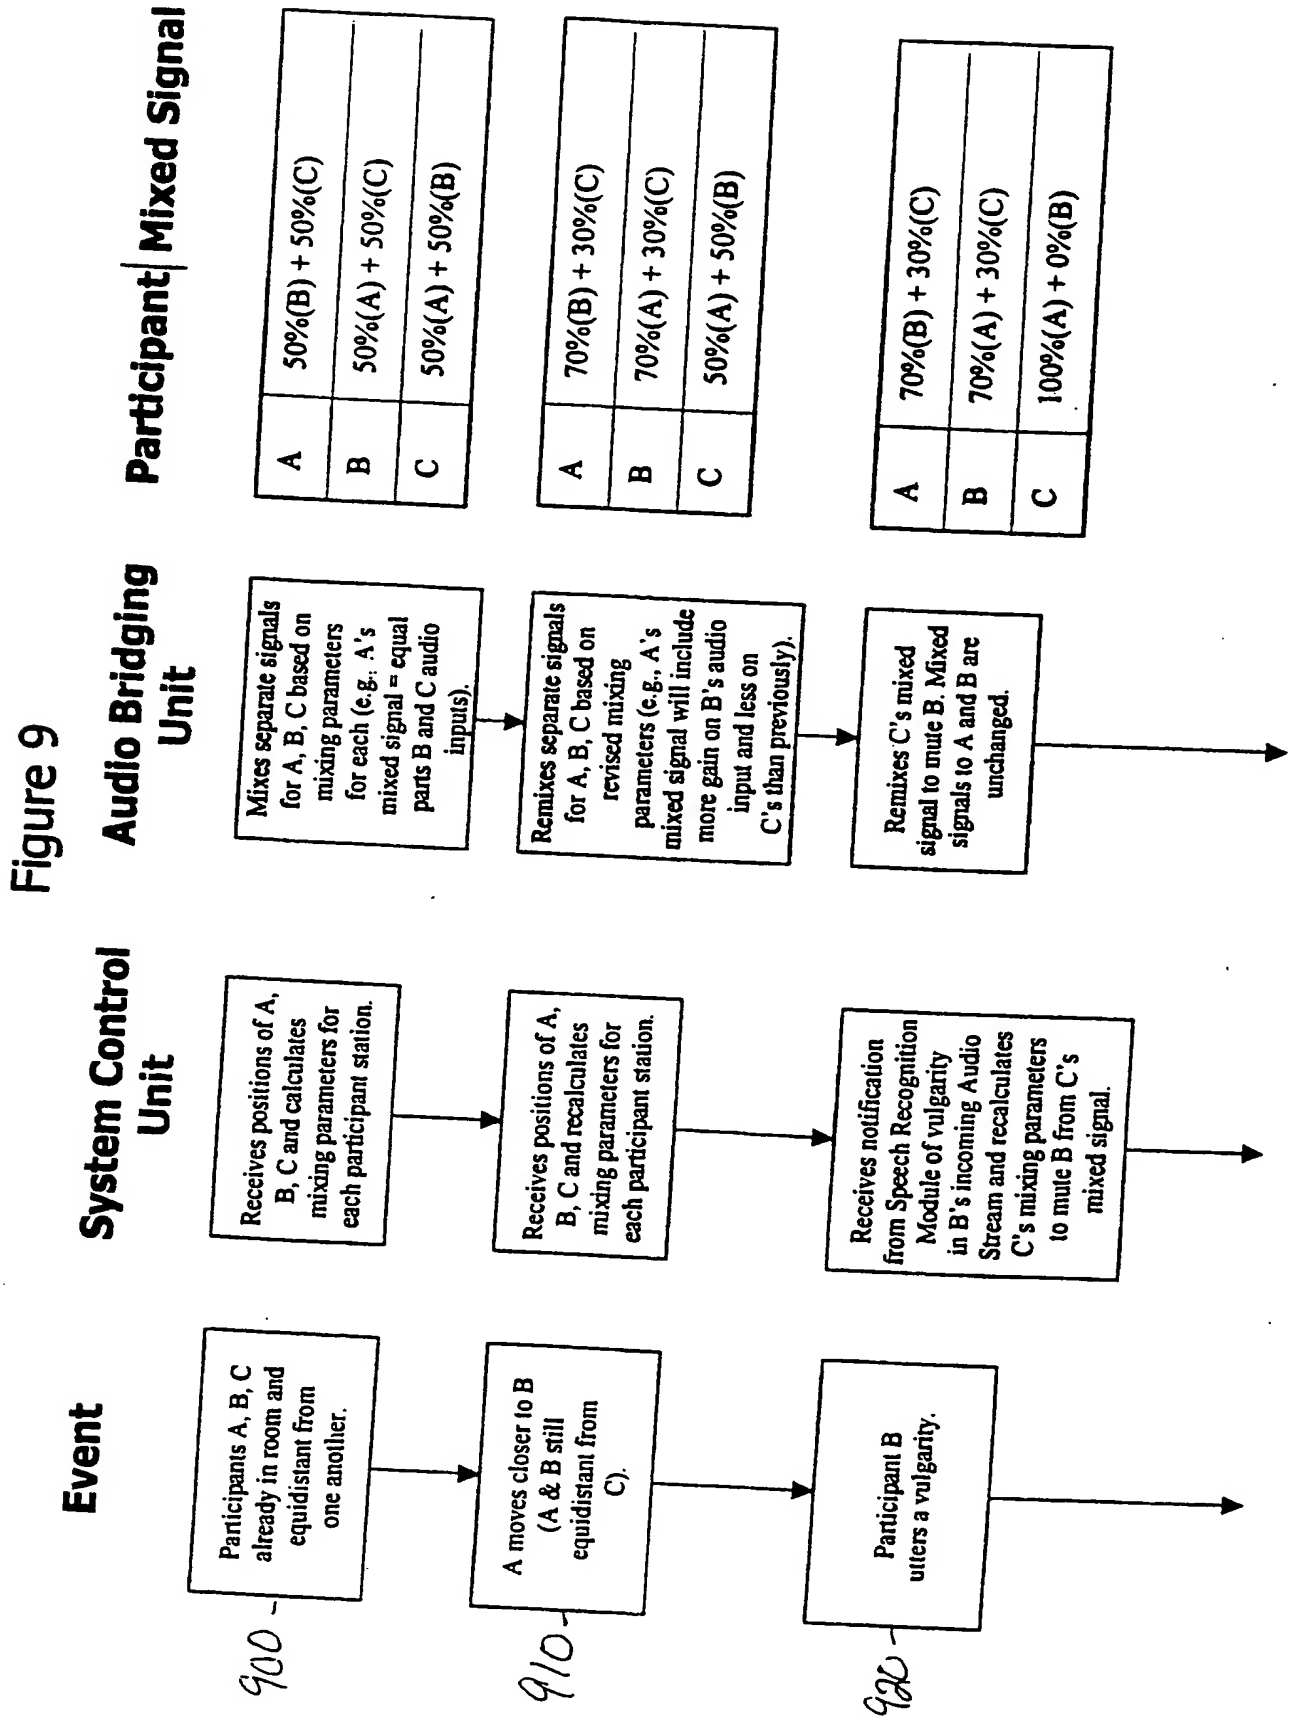 Figure 9
Event
System Control
Unit
Audio Bridging
Unit
Participant | Mixed Signal
900
Participants A, B, C
already in room and
equidistant from
one another.
Receives positions of A,
B, C and calculates
mixing parameters for
each participant station.
Mixes separate signals
for A, B, C based on
mixing parameters
for each (e.g.: A's
mixed signal = equal
parts B and C audio
inputs).
A 50%(B) + 50%(C)
B 50%(A) + 50%(C)
C 50%(A) + 50%(B)
910
A moves closer to B
(A & B still
equidistant from
C).
Receives positions of A,
B, C and recalculates
mixing parameters for
each participant station.
Remixes separate signals
for A, B, C based on
revised mixing
parameters (e.g., A's
mixed signal will include
more gain on B's audio
input and less on
C's than previously).
A 70%(B) + 30%(C)
B 70%(A) + 30%(C)
C 50%(A) + 50%(B)
920
Participant B
utters a vulgarity.
Receives notification
from Speech Recognition
Module of vulgarity
in B's incoming Audio
Stream and recalculates
C's mixing parameters
to mute B from C's
mixed signal.
Remixes C's mixed
signal to mute B. Mixed
signals to A and B are
unchanged.
A 70%(B) + 30%(C)
B 70%(A) + 30%(C)
C 100%(A) + 0%(B)